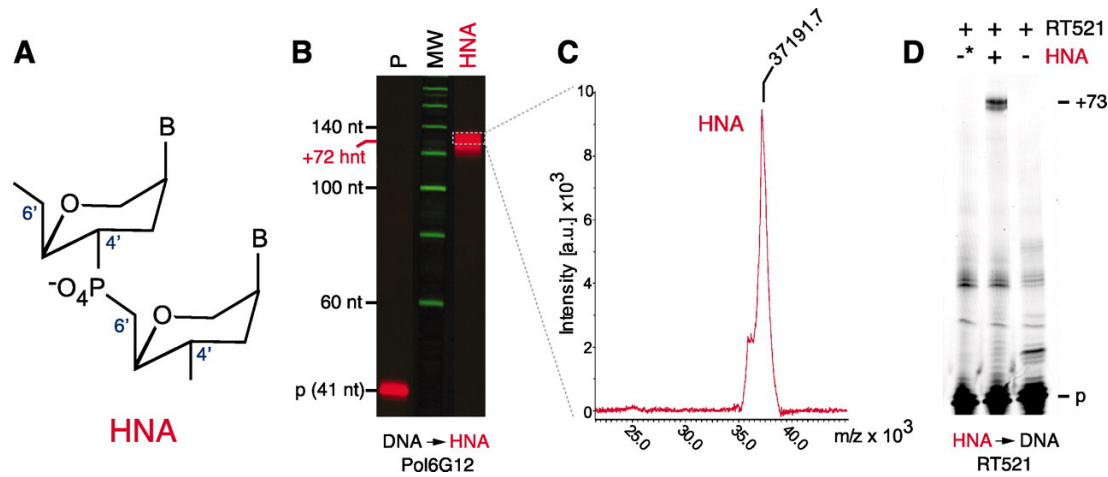 A
B
6'
O
4'
B
⁻O₄P
6'
O
4'
HNA
B
P
MW
HNA
140 nt
+72 hnt
100 nt
60 nt
p (41 nt)
DNA → HNA
Pol6G12
C
37191.7
HNA
Intensity [a.u.] x10³
10
8
6
4
2
0
25.0
30.0
35.0
40.0
m/z x 10³
D
+ + + RT521
-* + - HNA
+73
p
HNA → DNA
RT521